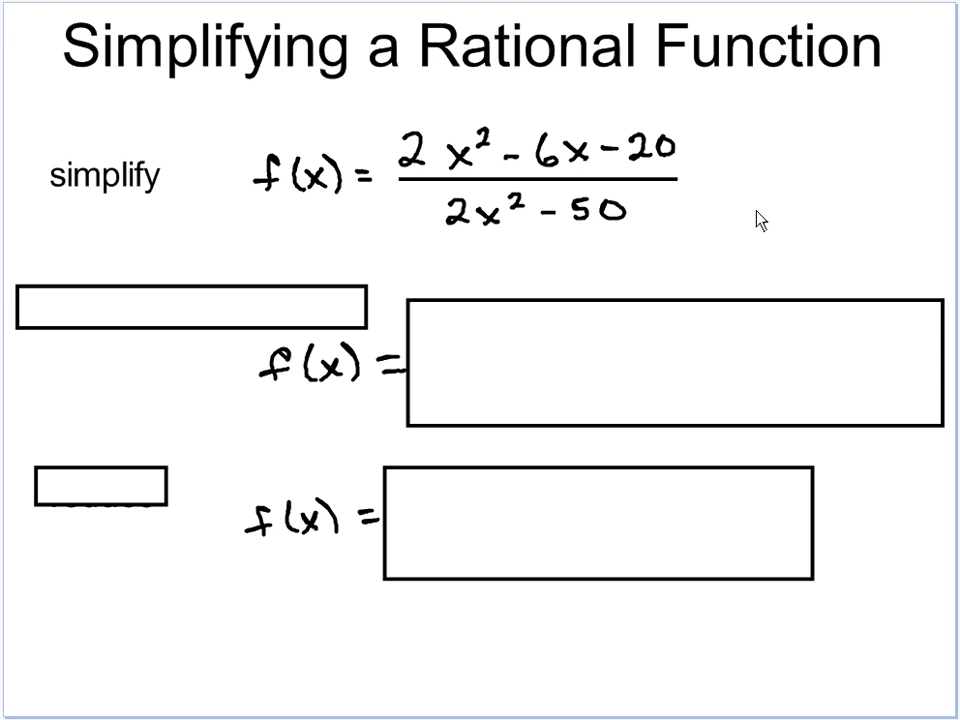 Simplifying a Rational Function
simplify f(x) = (2x² - 6x - 20)/(2x² - 50)
f(x) =
f(x) =